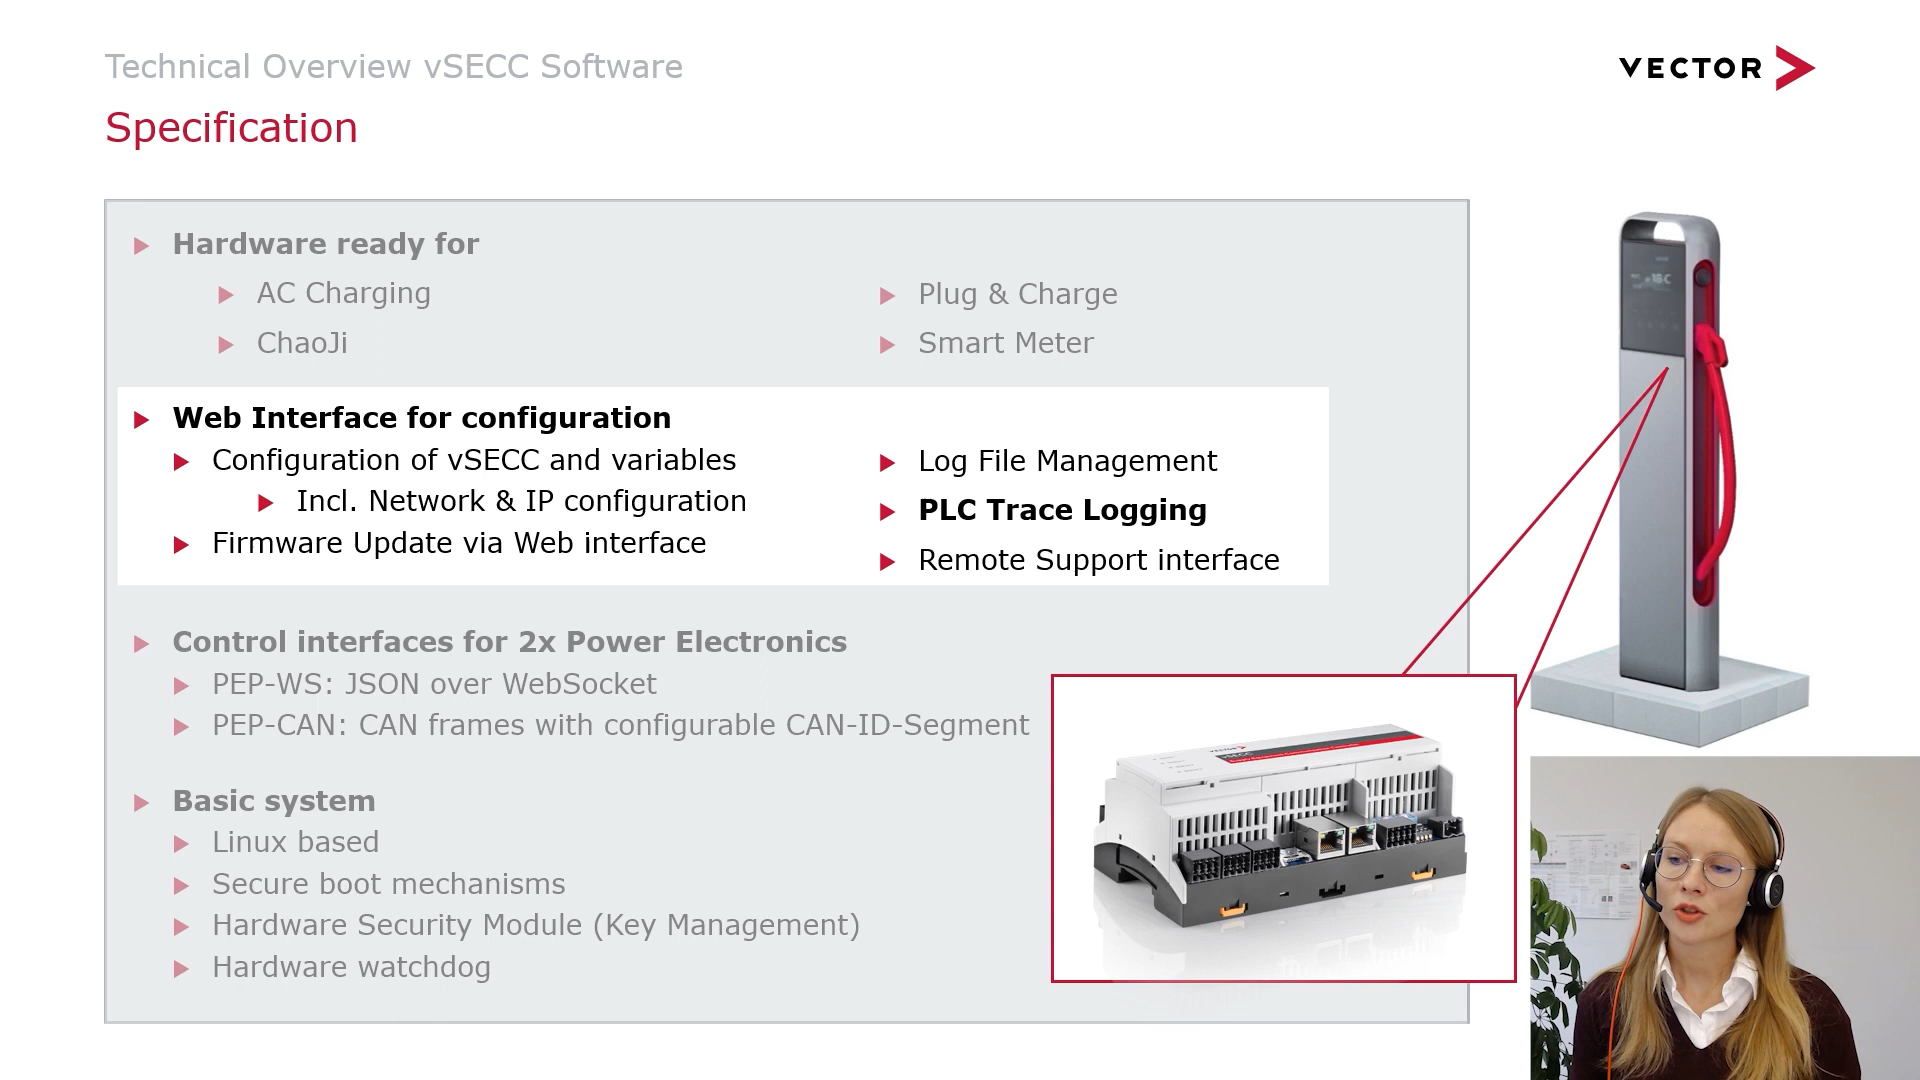 Technical Overview vSECC Software
VECTOR
Specification
Hardware ready for
AC Charging
Plug & Charge
ChaoJi
Smart Meter
Web Interface for configuration
Configuration of vSECC and variables
Log File Management
Incl. Network & IP configuration
PLC Trace Logging
Firmware Update via Web interface
Remote Support interface
Control interfaces for 2x Power Electronics
PEP-WS: JSON over WebSocket
PEP-CAN: CAN frames with configurable CAN-ID-Segment
Basic system
Linux based
Secure boot mechanisms
Hardware Security Module (Key Management)
Hardware watchdog